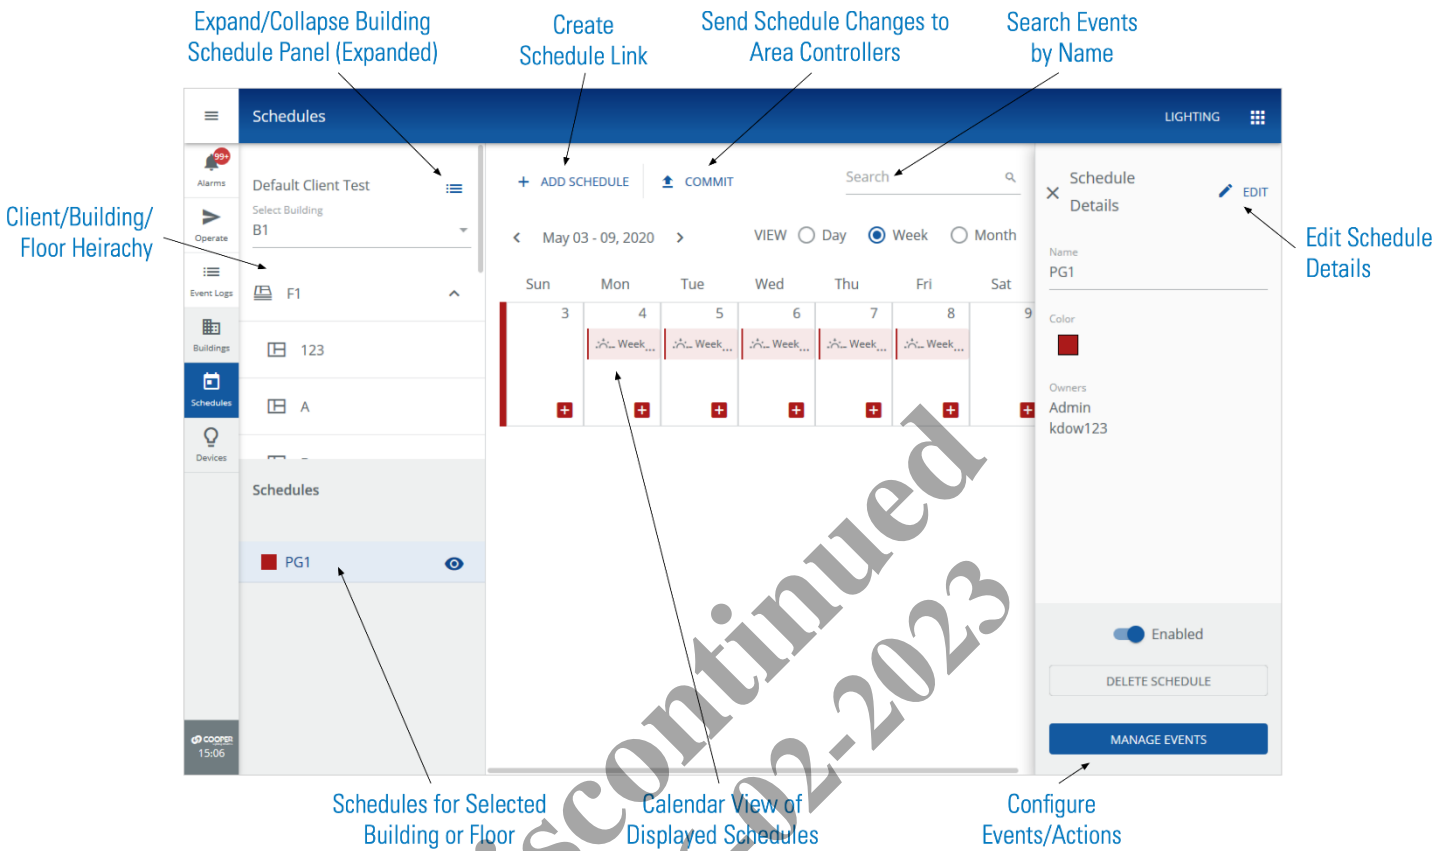 Expand/Collapse Building
Schedule Panel (Expanded)
Create
Schedule Link
Send Schedule Changes to
Area Controllers
Search Events
by Name
Schedules
LIGHTING
99+
Alarms
Operate
Event Logs
Buildings
Schedules
Devices
COOPER
15:06
Client/Building/
Floor Heirachy
Default Client Test
Select Building
B1
F1
123
A
Schedules
PG1
+ ADD SCHEDULE
COMMIT
Search
< May 03 - 09, 2020 >
VIEW Day Week Month
Sun Mon Tue Wed Thu Fri Sat
3 4 5 6 7 8 9
Week... Week... Week... Week... Week...
+ + + + + + +
Schedule
Details
EDIT
Name
PG1
Color
Owners
Admin
kdow123
Enabled
DELETE SCHEDULE
MANAGE EVENTS
Edit Schedule
Details
Schedules for Selected
Building or Floor
Calendar View of
Displayed Schedules
Configure
Events/Actions
iscontinued
-02-2023